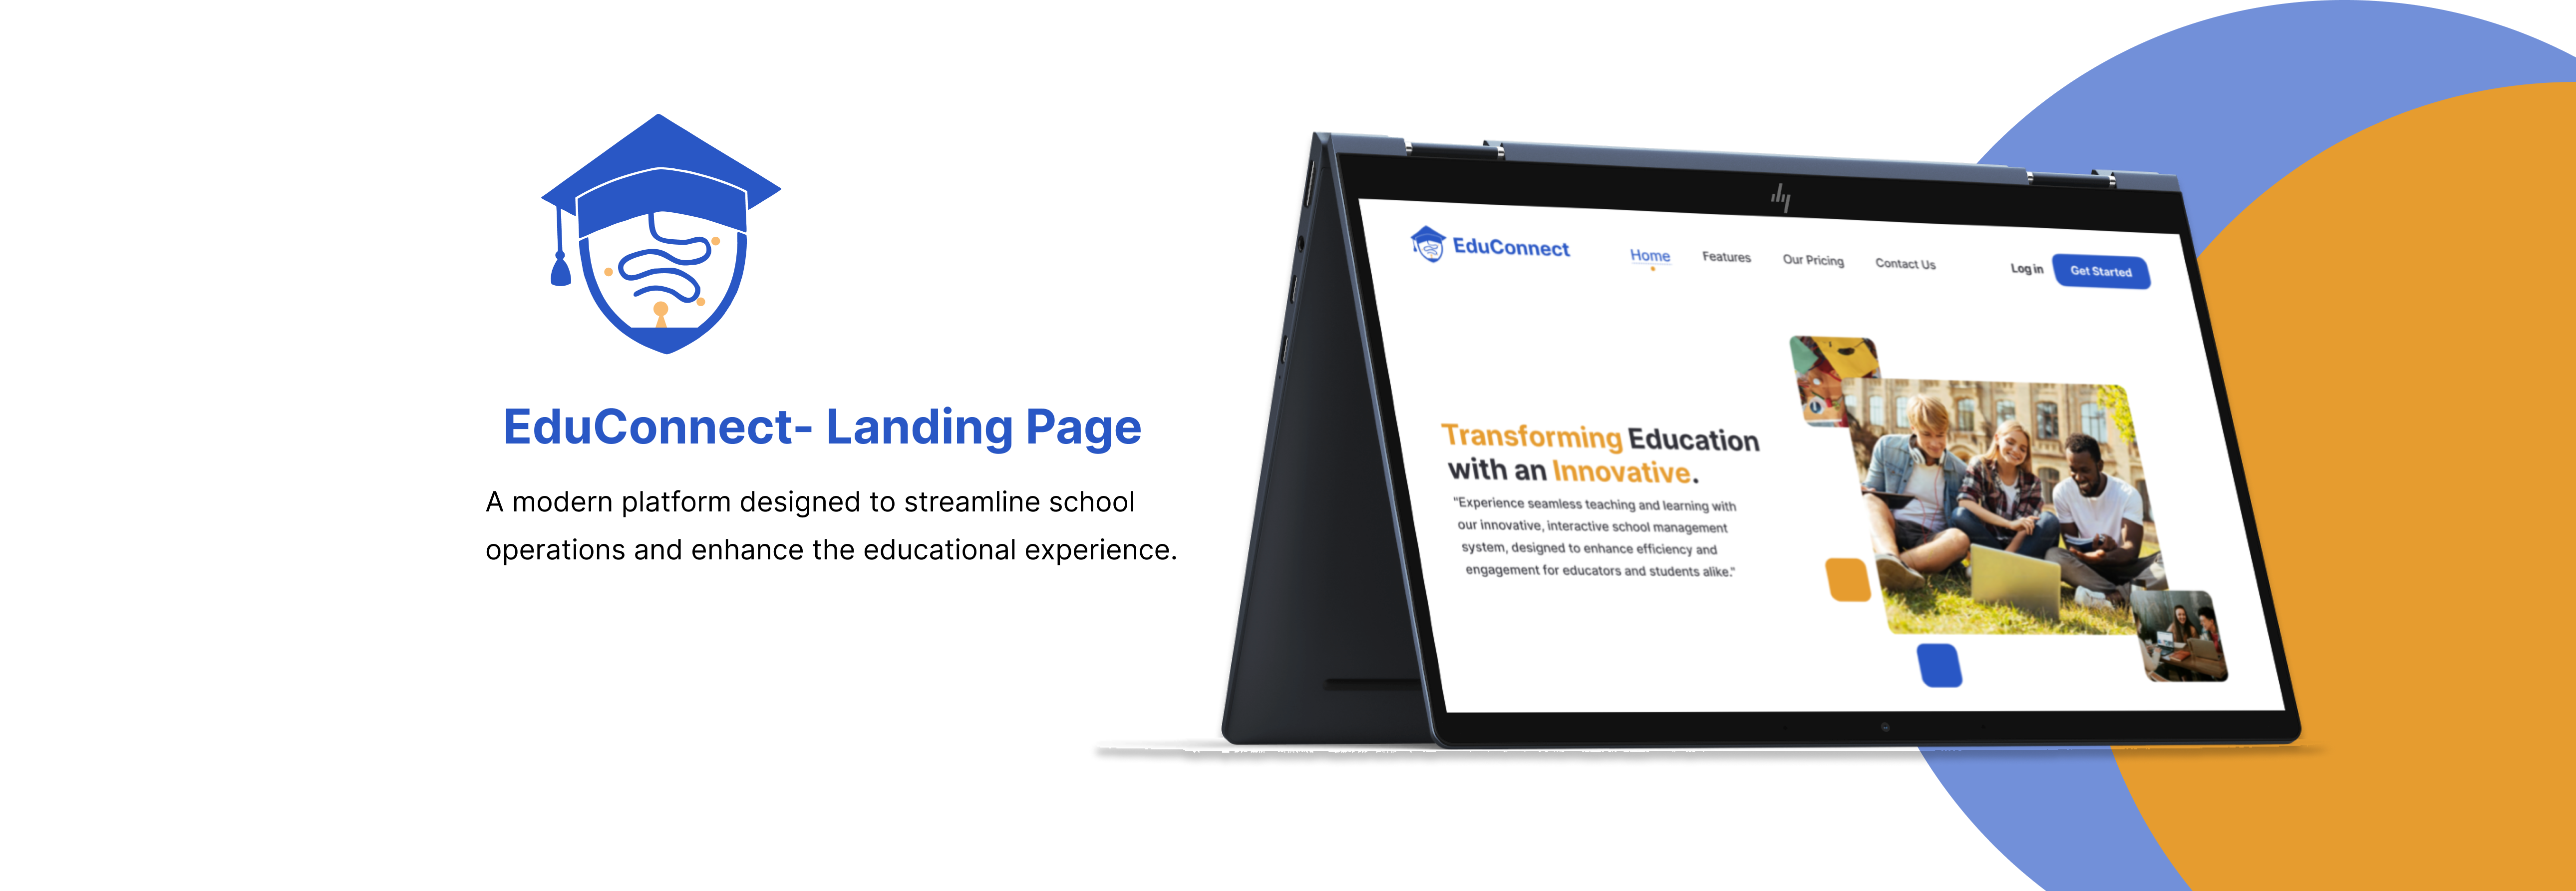 EduConnect- Landing Page
A modern platform designed to streamline school
operations and enhance the educational experience.
hp
EduConnect
Home
Features
Our Pricing
Contact Us
Log in
Get Started
Transforming Education
with an Innovative.
"Experience seamless teaching and learning with
our innovative, interactive school management
system, designed to enhance efficiency and
engagement for educators and students alike."